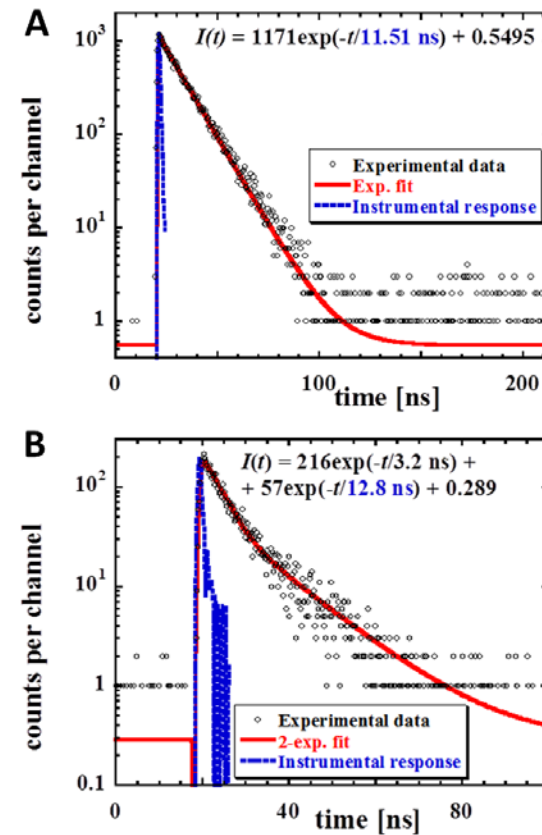 A
10³
I(t) = 1171exp(-t/11.51 ns) + 0.5495
10²
Experimental data
Exp. fit
Instrumental response
10¹
1
counts per channel
0
100
200
time [ns]
B
I(t) = 216exp(-t/3.2 ns) +
+ 57exp(-t/12.8 ns) + 0.289
10²
10¹
1
counts per channel
Experimental data
2-exp. fit
Instrumental response
0.1
0
40
80
time [ns]